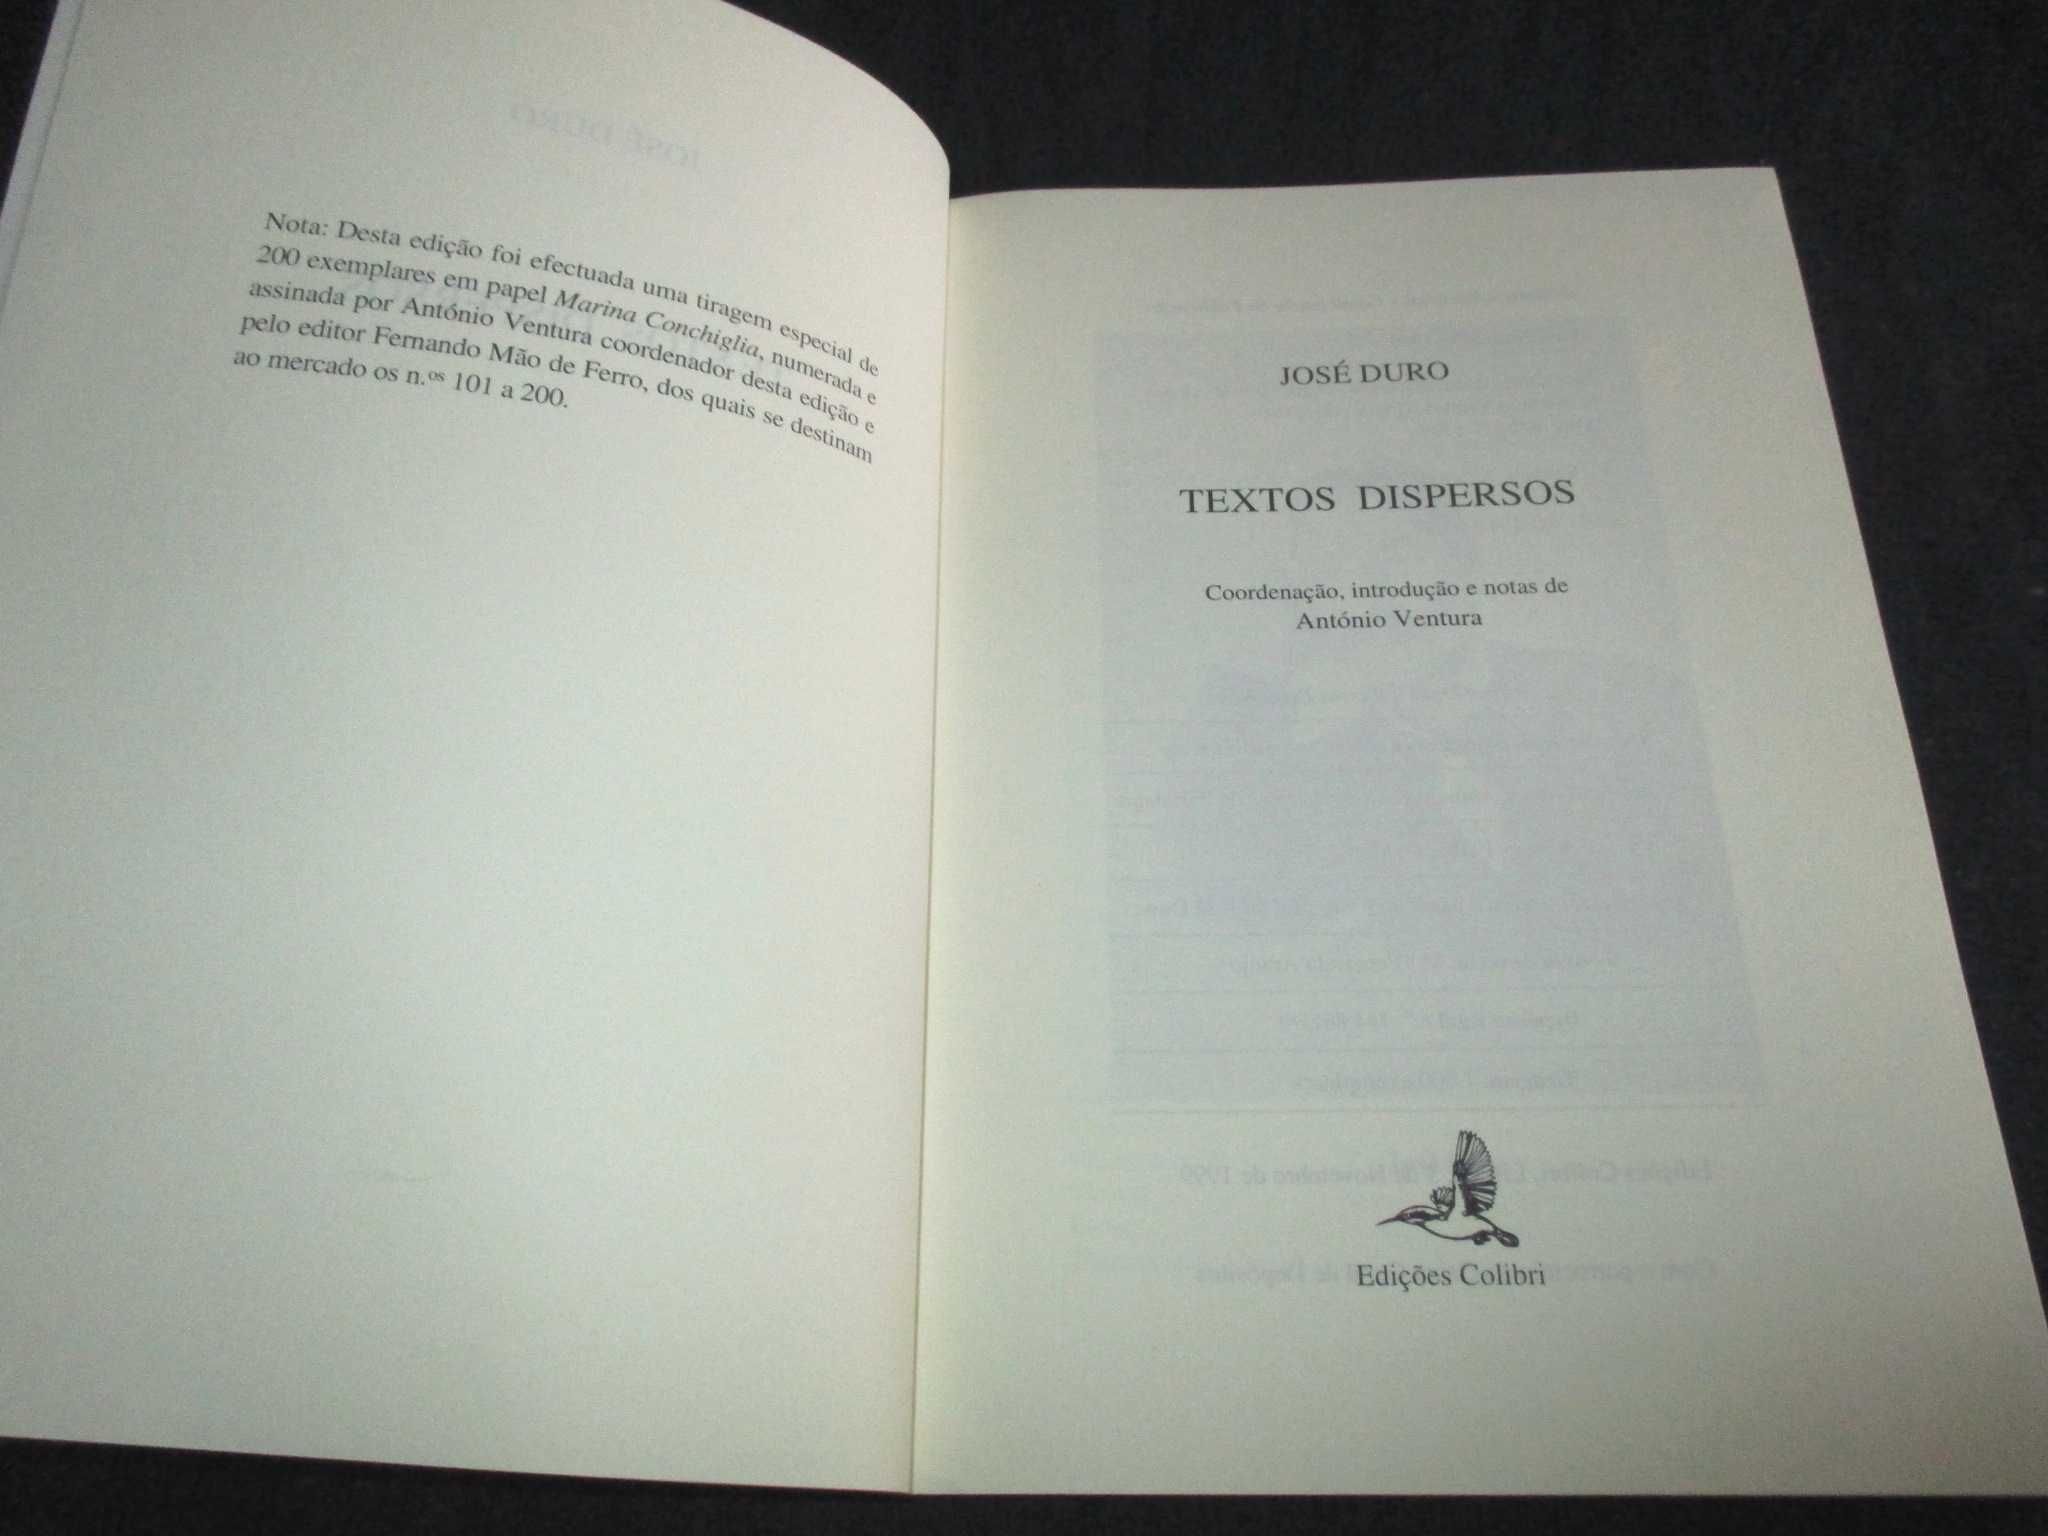 Nota: Desta edição foi efectuada uma tiragem especial de
200 exemplares em papel Marina Conchiglia, numerada e
assinada por António Ventura coordenador desta edição e
pelo editor Fernando Mão de Ferro, dos quais se destinam
ao mercado os n.ºs 101 a 200.
JOSÉ DURO
TEXTOS DISPERSOS
Coordenação, introdução e notas de
António Ventura
Edições Colibri